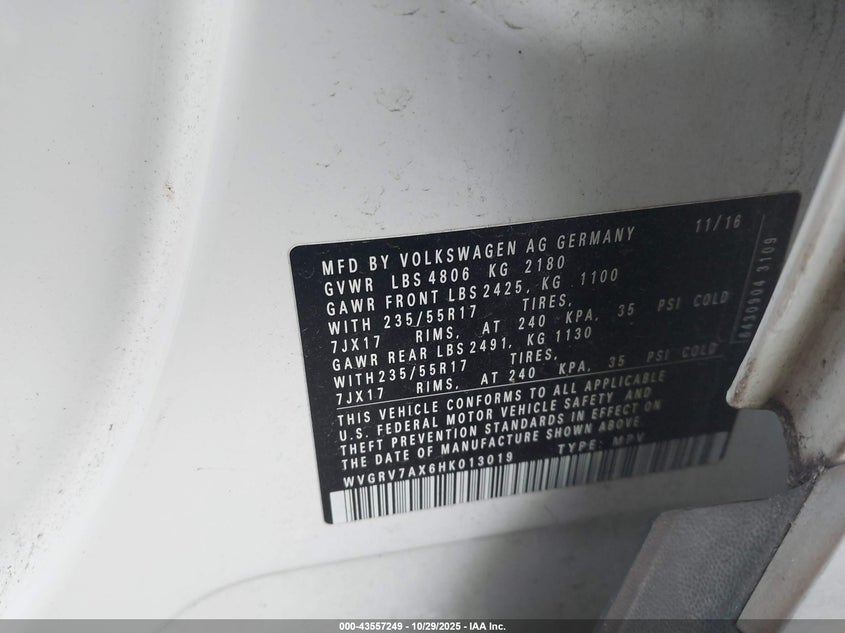 MFD BY VOLKSWAGEN AG GERMANY 11/16
GVWR LBS 4806 KG 2180
GAWR FRONT LBS 2425, KG 1100
WITH 235/55R17 TIRES,
7JX17 RIMS, AT 240 KPA, 35 PSI COLD
GAWR REAR LBS 2491, KG 1130
WITH 235/55R17 TIRES,
7JX17 RIMS, AT 240 KPA, 35 PSI COLD
THIS VEHICLE CONFORMS TO ALL APPLICABLE
U.S. FEDERAL MOTOR VEHICLE SAFETY AND
THEFT PREVENTION STANDARDS IN EFFECT ON
THE DATE OF MANUFACTURE SHOWN ABOVE
WVGRV7AX6HK013019 TYPE: MPV
8430904 3109
000-43557249 - 10/29/2025 - IAA Inc.